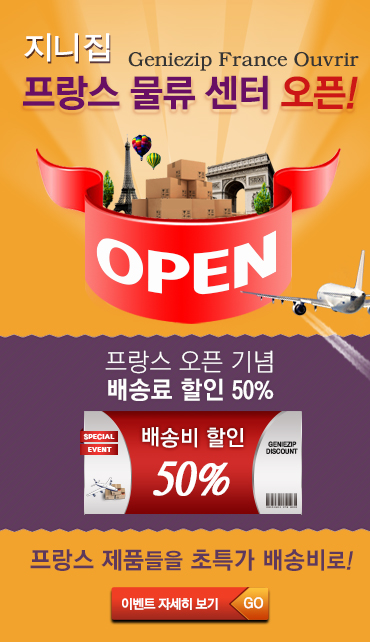 지니집 Geniezip France Ouvrir
프랑스 물류 센터 오픈!
OPEN
프랑스 오픈 기념
배송료 할인 50%
SPECIAL
EVENT
배송비 할인
50%
GENIEZIP
DISCOUNT
프랑스 제품들을 초특가 배송비로!
이벤트 자세히 보기 GO